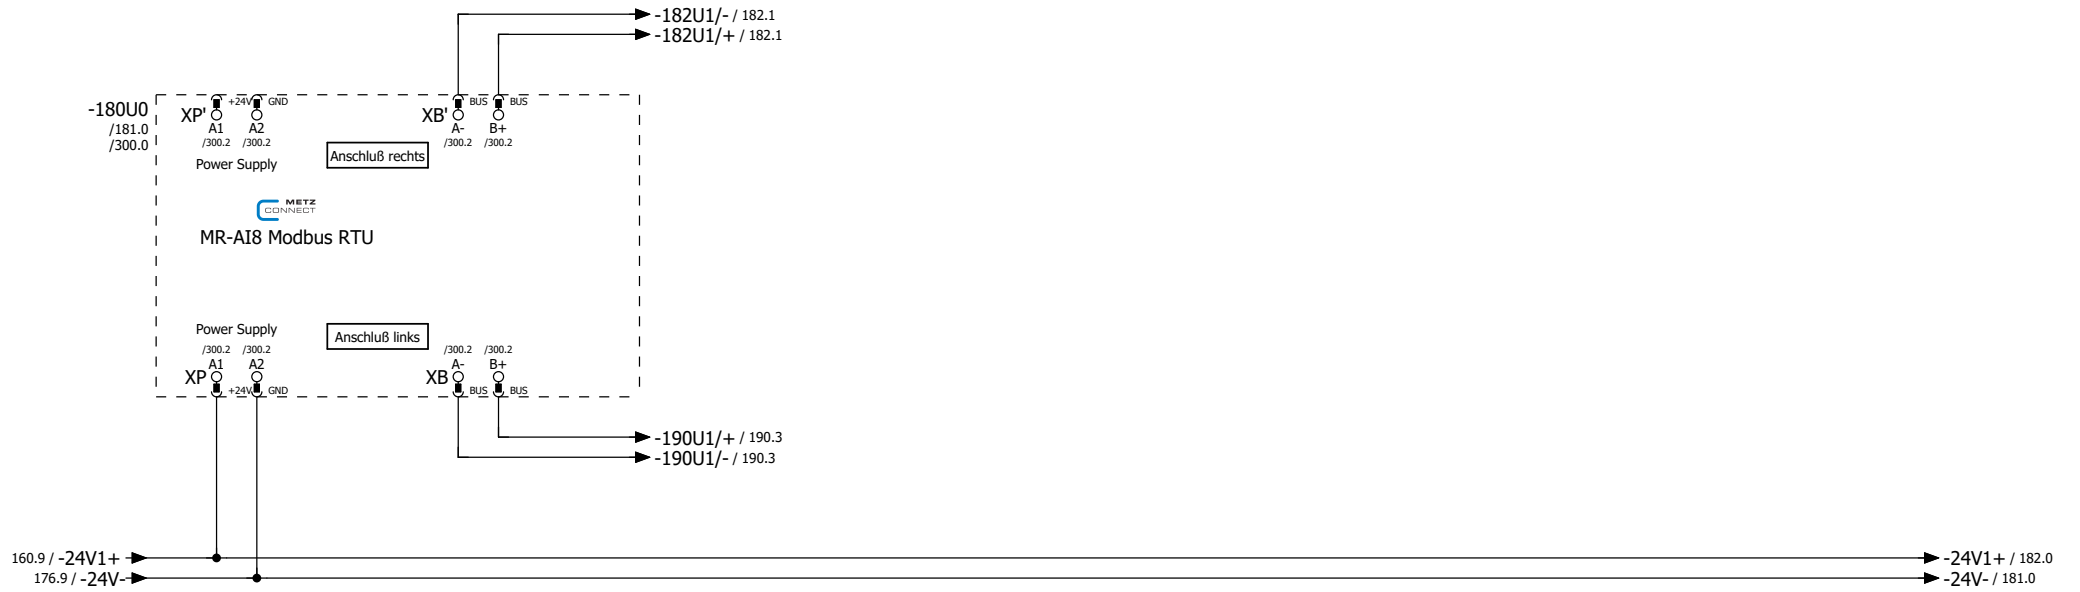 -182U1/- / 182.1
-182U1/+ / 182.1
-180U0
/181.0
/300.0
XP'
+24V
GND
A1
A2
/300.2
/300.2
Power Supply
XB'
BUS
BUS
A-
B+
/300.2
/300.2
Anschluß rechts
METZ
CONNECT
MR-AI8 Modbus RTU
Power Supply
Anschluß links
/300.2
/300.2
/300.2
/300.2
A1
A2
A-
B+
XP
XB
+24V
GND
BUS
BUS
-190U1/+ / 190.3
-190U1/- / 190.3
160.9 / -24V1+
-24V1+ / 182.0
176.9 / -24V-
-24V- / 181.0